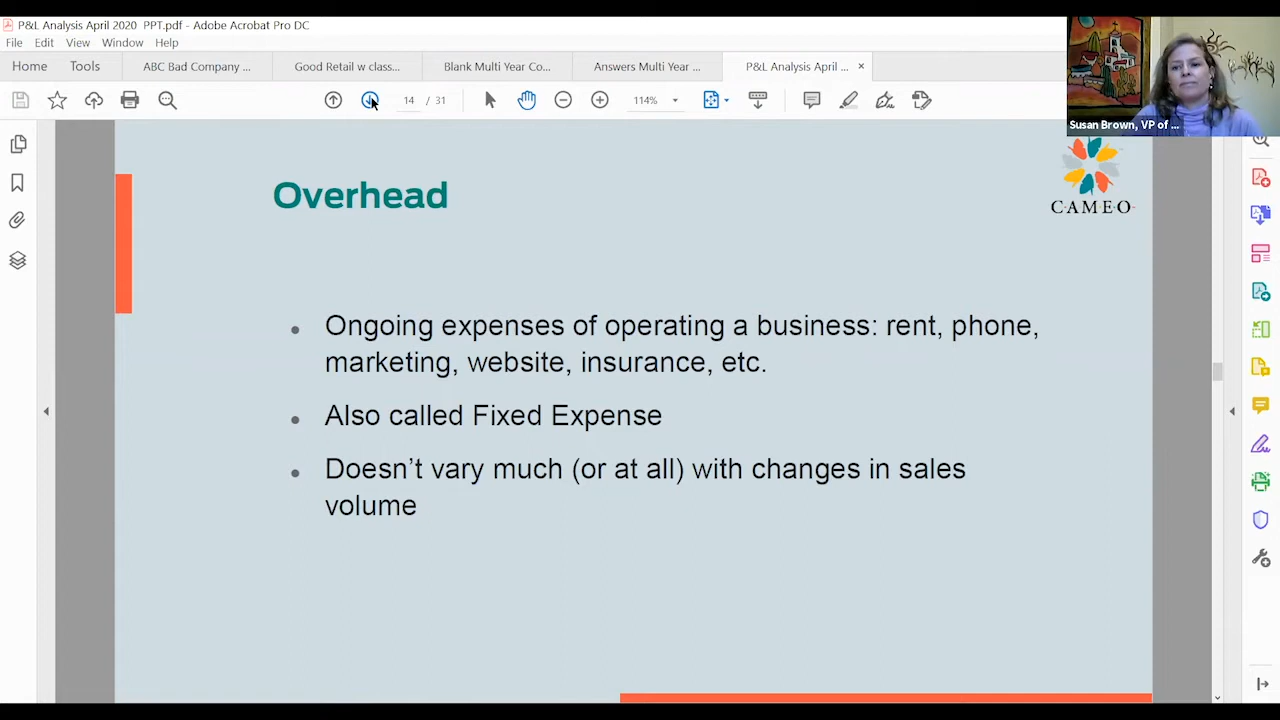 P&L Analysis April 2020 PPT.pdf - Adobe Acrobat Pro DC
File Edit View Window Help
Home Tools ABC Bad Company ... Good Retail w class... Blank Multi Year Co... Answers Multi Year ... P&L Analysis April ... ×
14 / 31 114%
Susan Brown, VP of ...
CAMEO
Overhead
Ongoing expenses of operating a business: rent, phone,
marketing, website, insurance, etc.
Also called Fixed Expense
Doesn't vary much (or at all) with changes in sales
volume